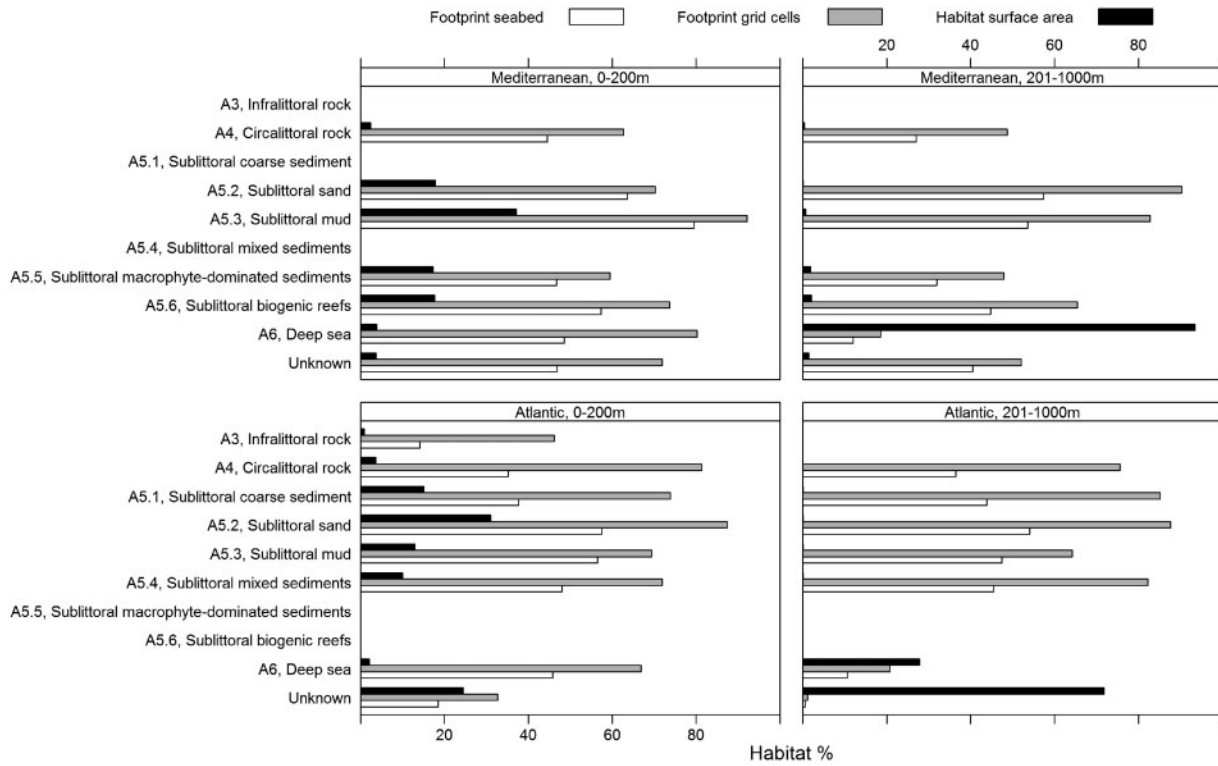 Footprint seabed Footprint grid cells Habitat surface area
20 40 60 80
Mediterranean, 0-200m Mediterranean, 201-1000m
A3, Infralittoral rock
A4, Circalittoral rock
A5.1, Sublittoral coarse sediment
A5.2, Sublittoral sand
A5.3, Sublittoral mud
A5.4, Sublittoral mixed sediments
A5.5, Sublittoral macrophyte-dominated sediments
A5.6, Sublittoral biogenic reefs
A6, Deep sea
Unknown
Atlantic, 0-200m Atlantic, 201-1000m
A3, Infralittoral rock
A4, Circalittoral rock
A5.1, Sublittoral coarse sediment
A5.2, Sublittoral sand
A5.3, Sublittoral mud
A5.4, Sublittoral mixed sediments
A5.5, Sublittoral macrophyte-dominated sediments
A5.6, Sublittoral biogenic reefs
A6, Deep sea
Unknown
20 40 60 80
Habitat %